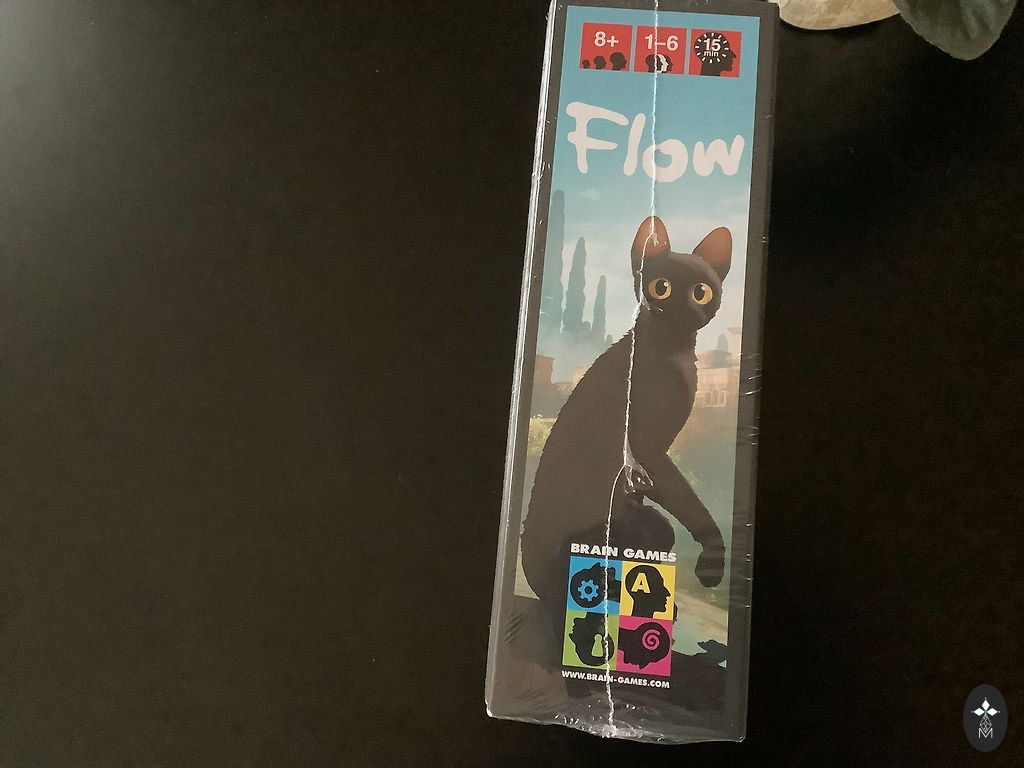 8+ 1–6 15 min
Flow
BRAIN GAMES
A
WWW.BRAIN-GAMES.COM
M